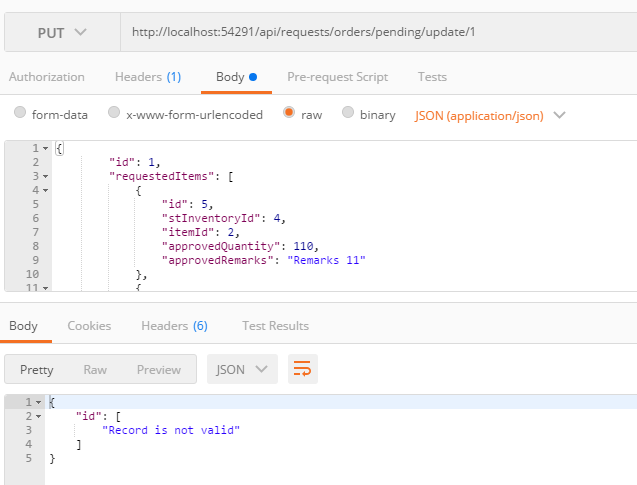 PUT http://localhost:54291/api/requests/orders/pending/update/1
Authorization Headers (1) Body Pre-request Script Tests
form-data x-www-form-urlencoded raw binary JSON (application/json)
1 {
2 "id": 1,
3 "requestedItems": [
4 {
5 "id": 5,
6 "stInventoryId": 4,
7 "itemId": 2,
8 "approvedQuantity": 110,
9 "approvedRemarks": "Remarks 11"
10 },
11 {
Body Cookies Headers (6) Test Results
Pretty Raw Preview JSON
1 {
2 "id": [
3 "Record is not valid"
4 ]
5 }